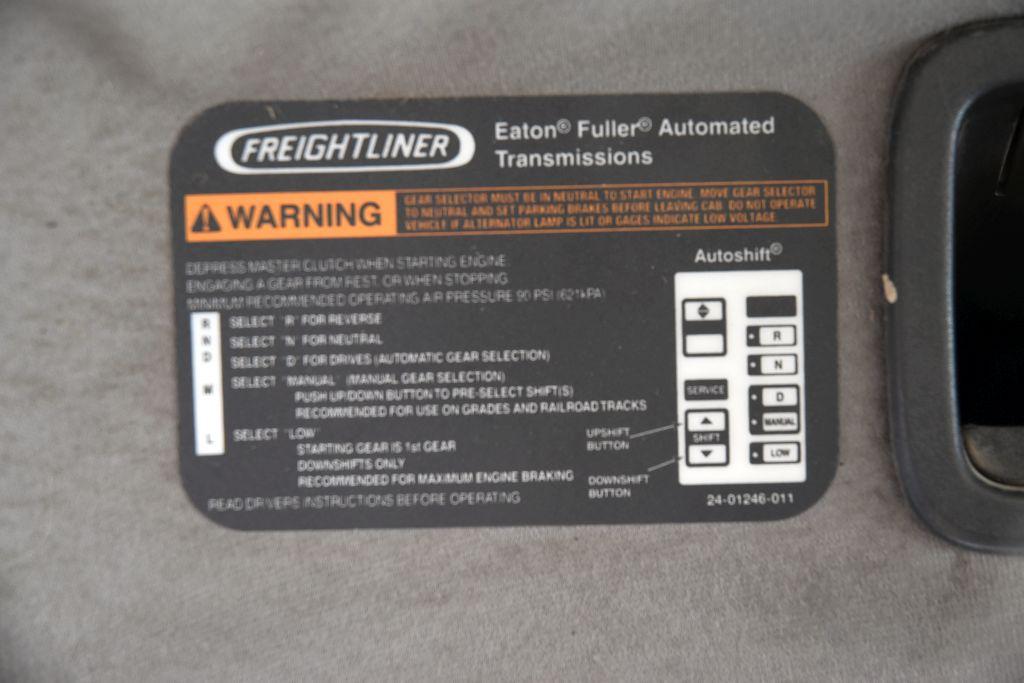 FREIGHTLINER
Eaton® Fuller® Automated
Transmissions
WARNING
GEAR SELECTOR MUST BE IN NEUTRAL TO START ENGINE. MOVE GEAR SELECTOR
TO NEUTRAL AND SET PARKING BRAKES BEFORE LEAVING CAB. DO NOT OPERATE
VEHICLE IF ALTERNATOR LAMP IS LIT OR GAGES INDICATE LOW VOLTAGE.
DEPRESS MASTER CLUTCH WHEN STARTING ENGINE.
ENGAGING A GEAR FROM REST, OR WHEN STOPPING.
MINIMUM RECOMMENDED OPERATING AIR PRESSURE 90 PSI (621kPA)
R SELECT "R" FOR REVERSE
N SELECT "N" FOR NEUTRAL
D SELECT "D" FOR DRIVES (AUTOMATIC GEAR SELECTION)
M SELECT "MANUAL" (MANUAL GEAR SELECTION)
PUSH UP/DOWN BUTTON TO PRE-SELECT SHIFT(S)
RECOMMENDED FOR USE ON GRADES AND RAILROAD TRACKS
L SELECT "LOW"
STARTING GEAR IS 1st GEAR
DOWNSHIFTS ONLY
RECOMMENDED FOR MAXIMUM ENGINE BRAKING
READ DRIVERS INSTRUCTIONS BEFORE OPERATING
Autoshift®
R
N
SERVICE
D
MANUAL
SHIFT
LOW
UPSHIFT
BUTTON
DOWNSHIFT
BUTTON
24-01246-011